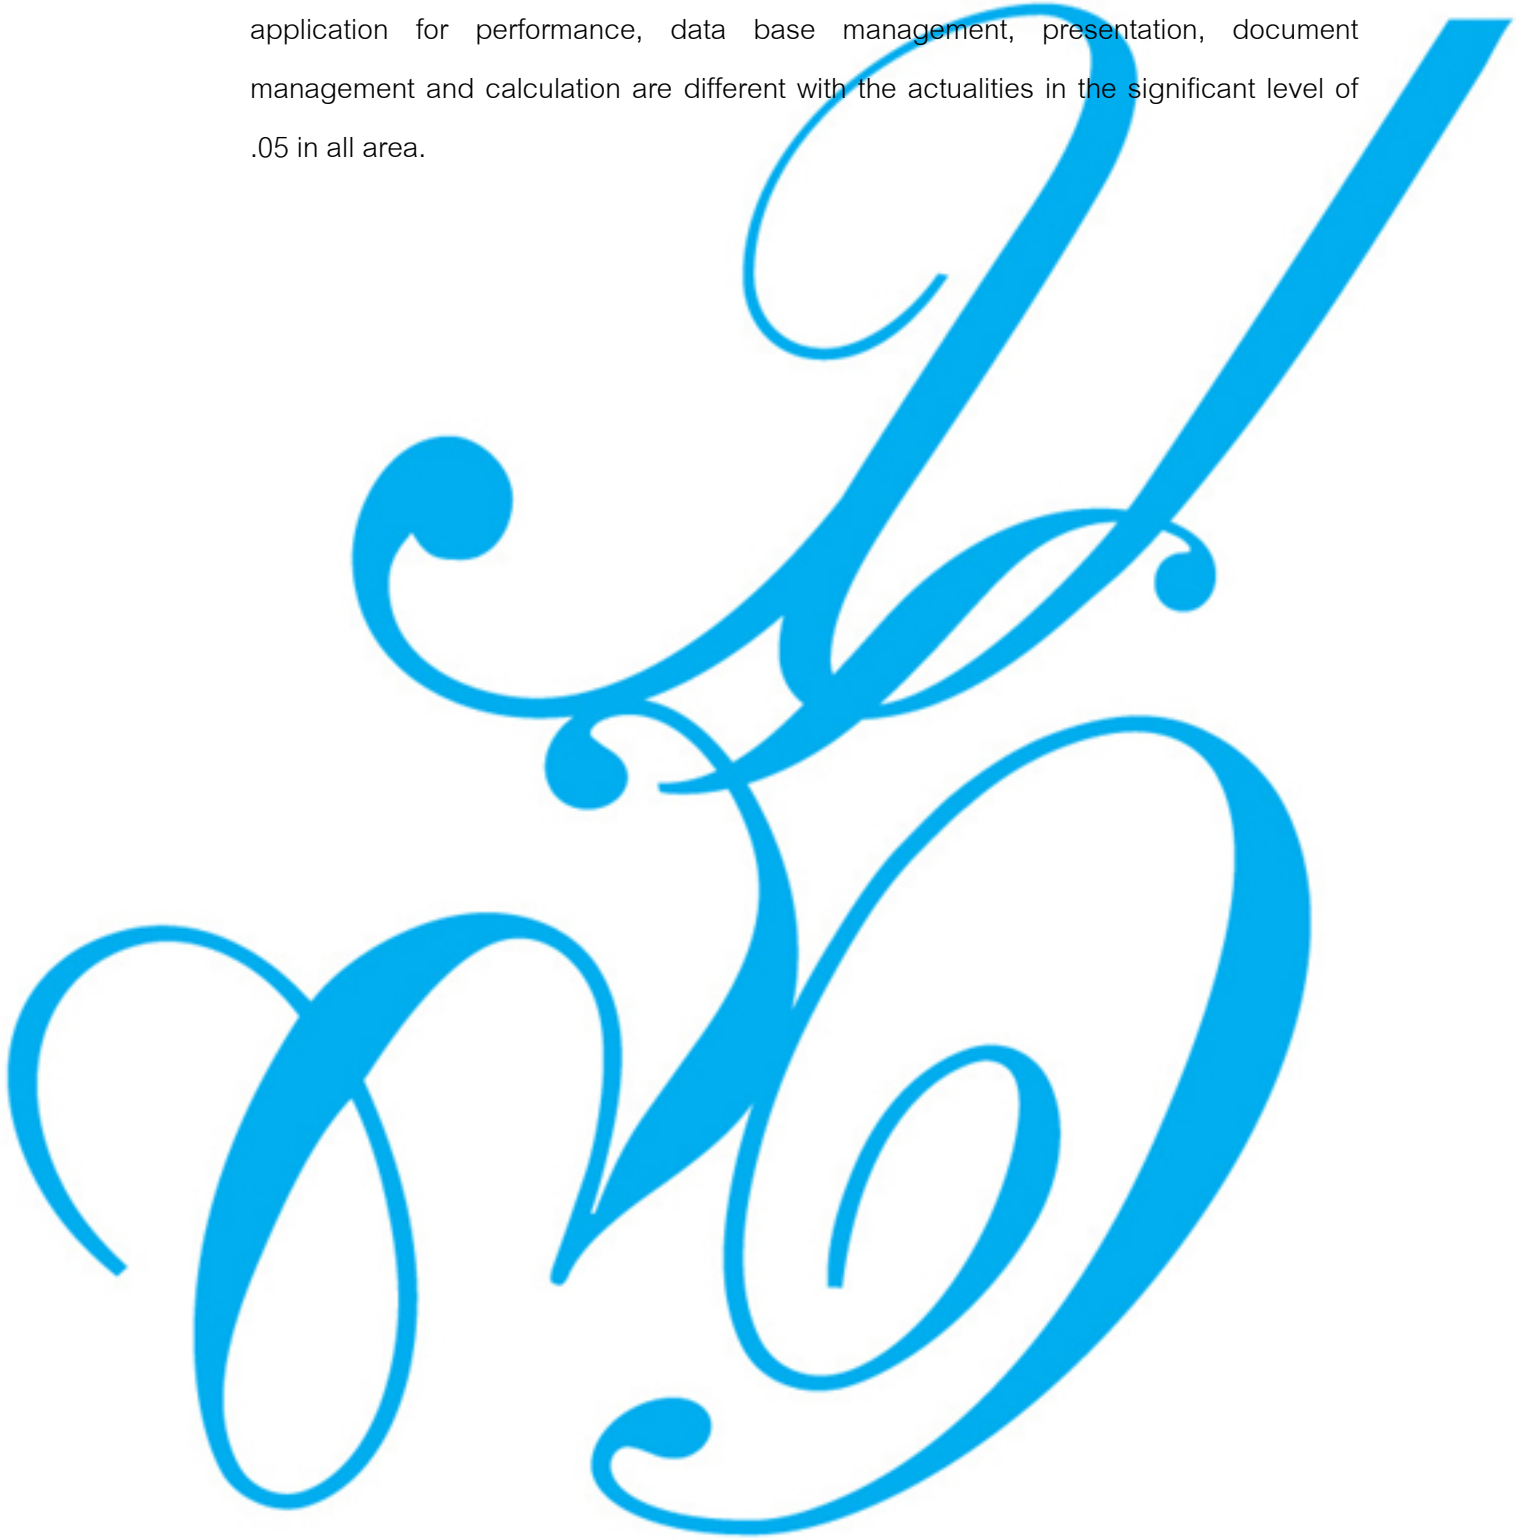 application for performance, data base management, presentation, document
management and calculation are different with the actualities in the significant level of
.05 in all area.